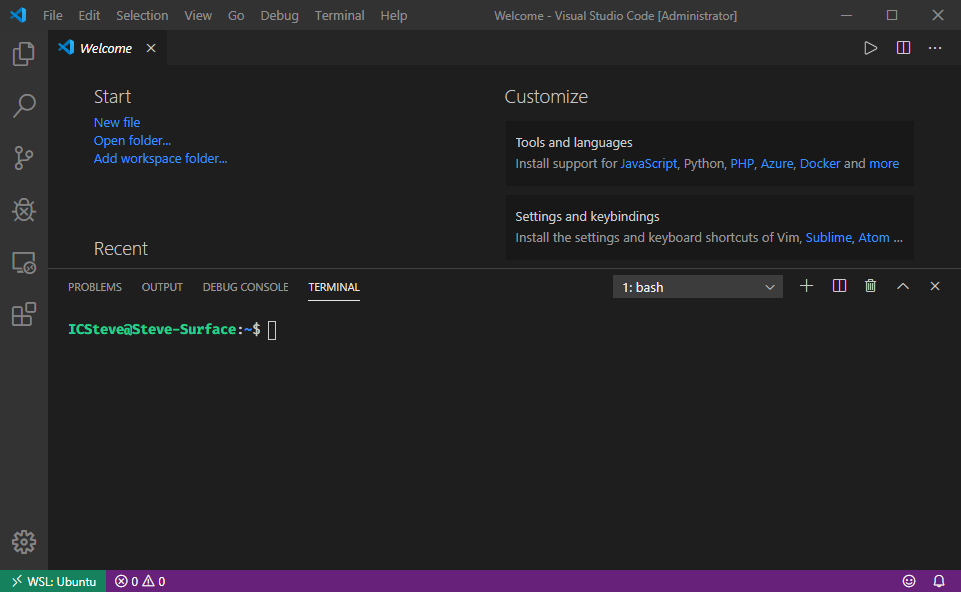 File Edit Selection View Go Debug Terminal Help Welcome - Visual Studio Code [Administrator]
Welcome
Start
New file
Open folder...
Add workspace folder...
Recent
Customize
Tools and languages
Install support for JavaScript, Python, PHP, Azure, Docker and more
Settings and keybindings
Install the settings and keyboard shortcuts of Vim, Sublime, Atom ...
PROBLEMS OUTPUT DEBUG CONSOLE TERMINAL 1: bash
ICSteve@Steve-Surface:~$
WSL: Ubuntu 0 0